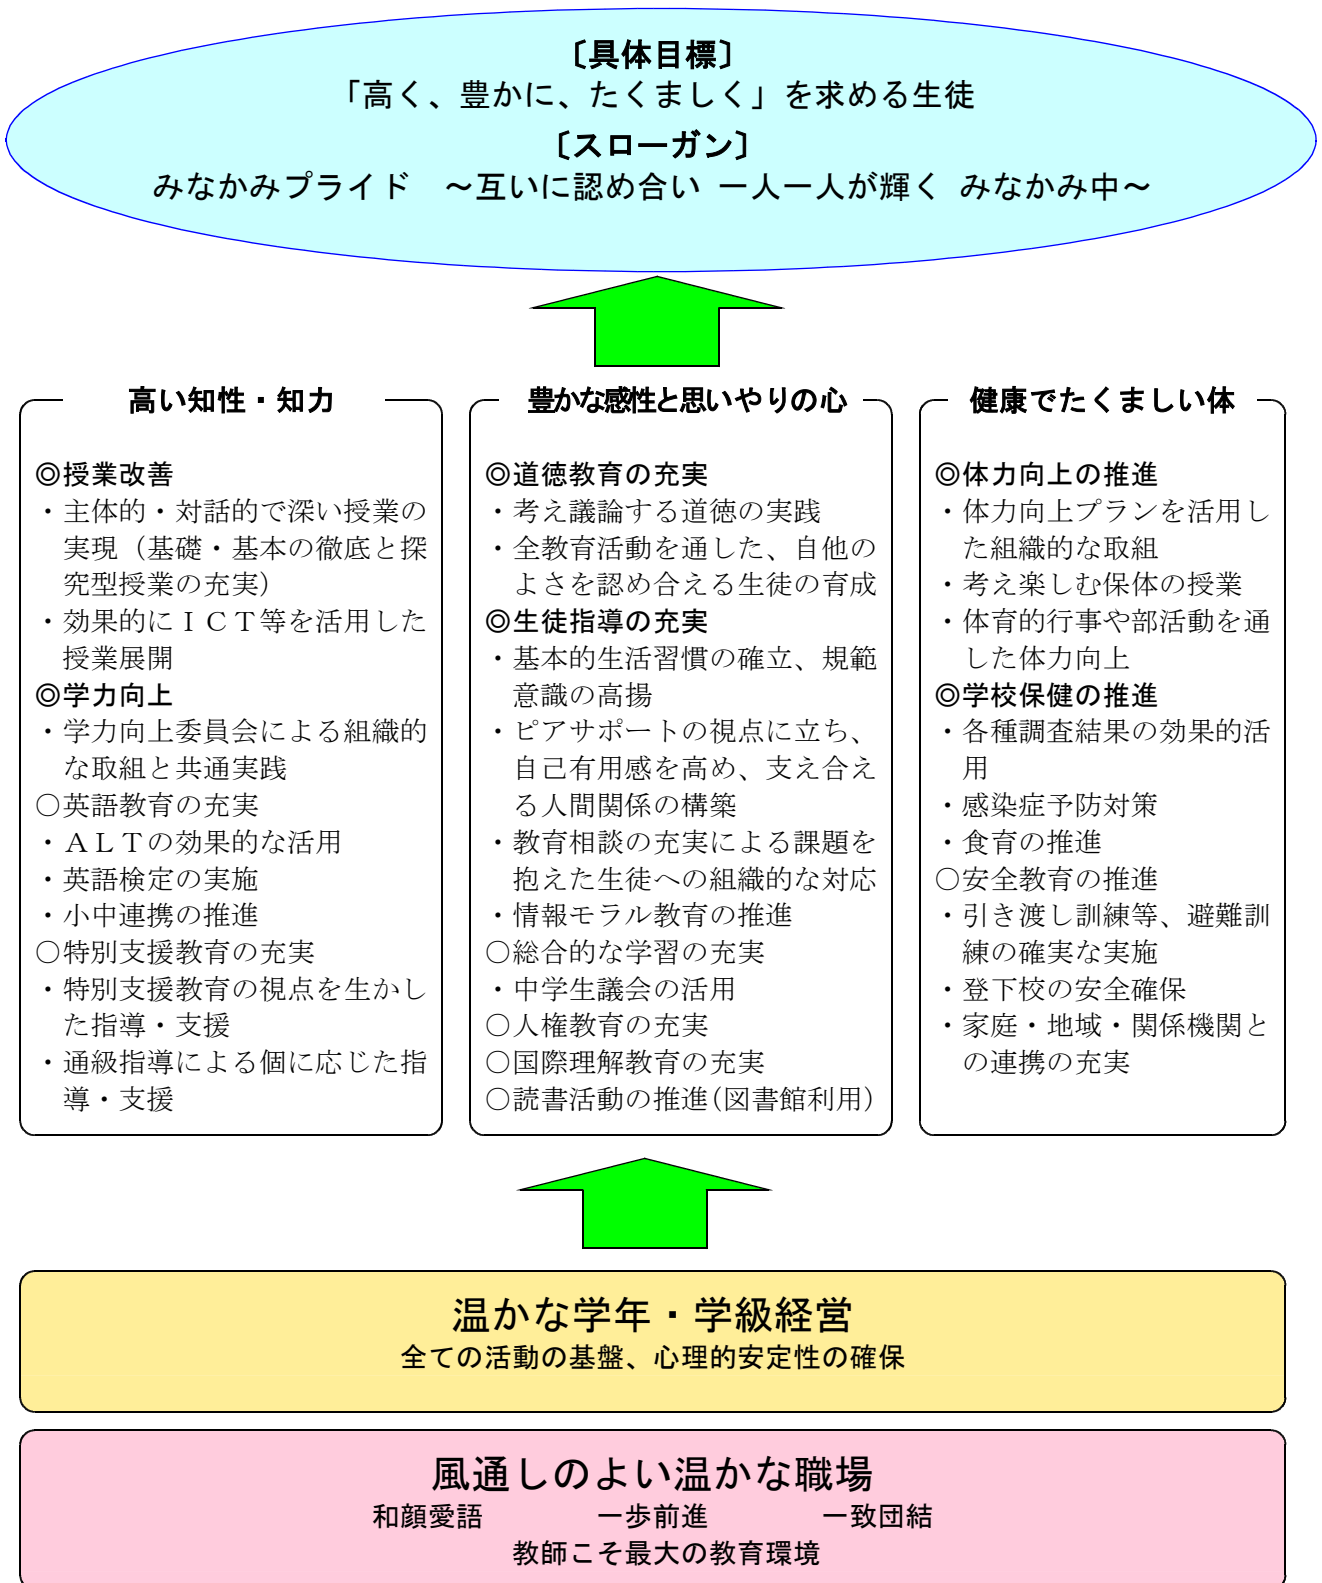 〔具体目標〕
「高く、豊かに、たくましく」を求める生徒
〔スローガン〕
みなかみプライド　～互いに認め合い 一人一人が輝く みなかみ中～
高い知性・知力
◎授業改善
・主体的・対話的で深い授業の
実現（基礎・基本の徹底と探
究型授業の充実）
・効果的にＩＣＴ等を活用した
授業展開
◎学力向上
・学力向上委員会による組織的
な取組と共通実践
○英語教育の充実
・ＡＬＴの効果的な活用
・英語検定の実施
・小中連携の推進
○特別支援教育の充実
・特別支援教育の視点を生かし
た指導・支援
・通級指導による個に応じた指
導・支援
豊かな感性と思いやりの心
◎道徳教育の充実
・考え議論する道徳の実践
・全教育活動を通した、自他の
よさを認め合える生徒の育成
◎生徒指導の充実
・基本的生活習慣の確立、規範
意識の高揚
・ピアサポートの視点に立ち、
自己有用感を高め、支え合え
る人間関係の構築
・教育相談の充実による課題を
抱えた生徒への組織的な対応
・情報モラル教育の推進
○総合的な学習の充実
・中学生議会の活用
○人権教育の充実
○国際理解教育の充実
○読書活動の推進(図書館利用)
健康でたくましい体
◎体力向上の推進
・体力向上プランを活用し
た組織的な取組
・考え楽しむ保体の授業
・体育的行事や部活動を通
した体力向上
◎学校保健の推進
・各種調査結果の効果的活
用
・感染症予防対策
・食育の推進
○安全教育の推進
・引き渡し訓練等、避難訓
練の確実な実施
・登下校の安全確保
・家庭・地域・関係機関と
の連携の充実
温かな学年・学級経営
全ての活動の基盤、心理的安定性の確保
風通しのよい温かな職場
和顔愛語　一歩前進　一致団結
教師こそ最大の教育環境